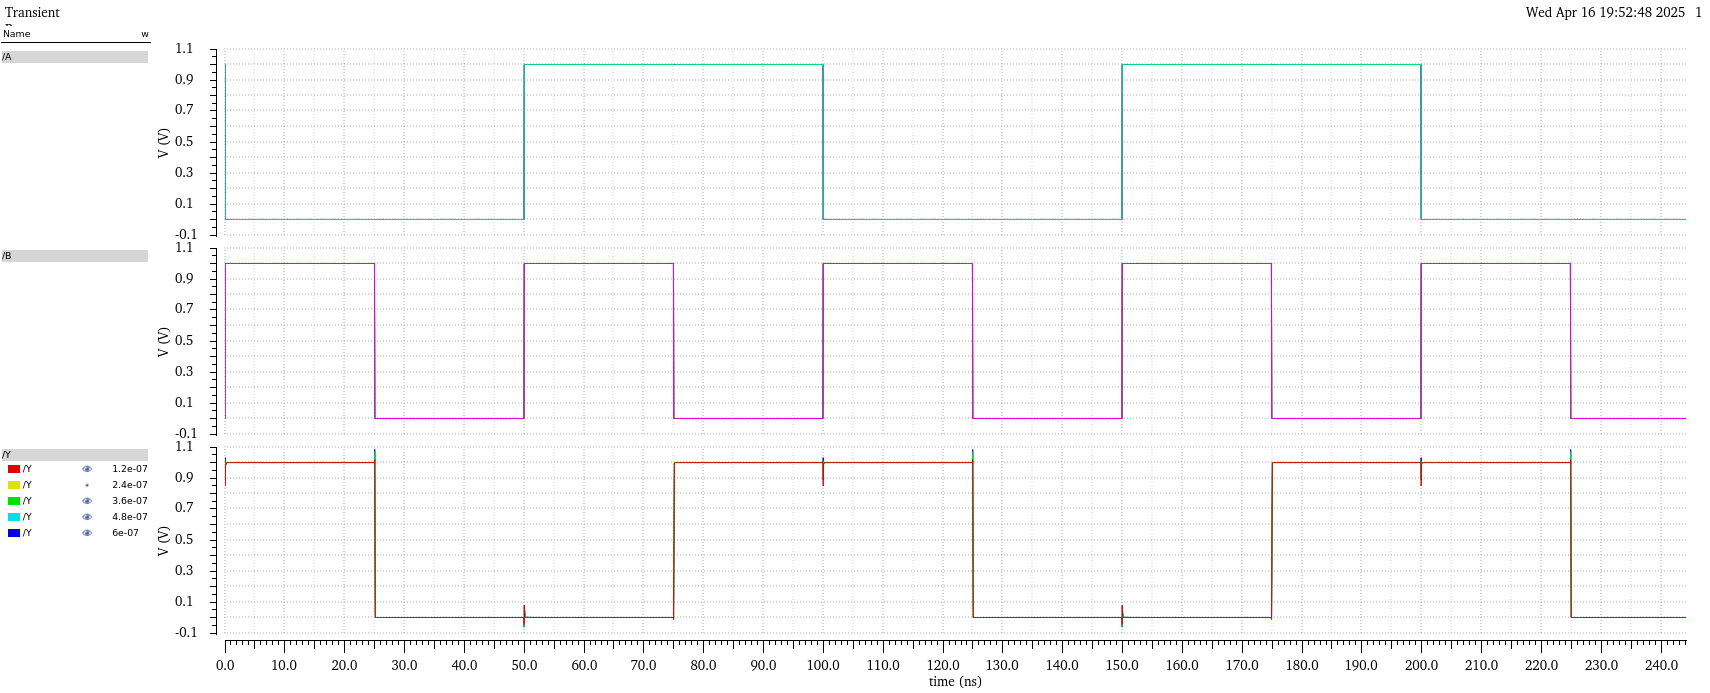 Transient Wed Apr 16 19:52:48 2025 1
Name w
/A
1.1
0.9
0.7
0.5
0.3
0.1
-0.1
V (V)
/B
1.1
0.9
0.7
0.5
0.3
0.1
-0.1
V (V)
/Y
/Y 1.2e-07
/Y 2.4e-07
/Y 3.6e-07
/Y 4.8e-07
/Y 6e-07
1.1
0.9
0.7
0.5
0.3
0.1
-0.1
V (V)
0.0 10.0 20.0 30.0 40.0 50.0 60.0 70.0 80.0 90.0 100.0 110.0 120.0 130.0 140.0 150.0 160.0 170.0 180.0 190.0 200.0 210.0 220.0 230.0 240.0
time (ns)